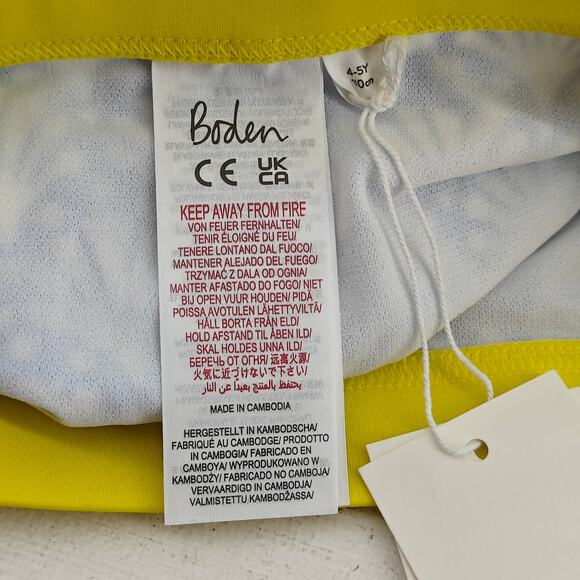 4-5Y
Boden
CE UK
CA
KEEP AWAY FROM FIRE
VON FEUER FERNHALTEN/
TENIR ÉLOIGNÉ DU FEU/
TENERE LONTANO DAL FUOCO/
MANTENER ALEJADO DEL FUEGO/
TRZYMAĆ Z DALA OD OGNIA/
MANTER AFASTADO DO FOGO/ NIET
BIJ OPEN VUUR HOUDEN/ PIDÄ
POISSA AVOTULEN LÄHETTYVILTÄ/
HÅLL BORTA FRÅN ELD/
HOLD AFSTAND TIL ÅBEN ILD/
SKAL HOLDES UNNA ILD/
БЕРЕЧЬ ОТ ОГНЯ/ 远离火源/
火気に近づけないで下さい/
يحتفظ بالمنتج بعيداً عن النار
MADE IN CAMBODIA
HERGESTELLT IN KAMBODSCHA/
FABRIQUÉ AU CAMBODGE/ PRODOTTO
IN CAMBOGIA/ FABRICADO EN
CAMBOYA/ WYPRODUKOWANO W
KAMBODŻY/ FABRICADO NO CAMBOJA/
VERVAARDIGD IN CAMBODJA/
VALMISTETTU KAMBODŽASSA/